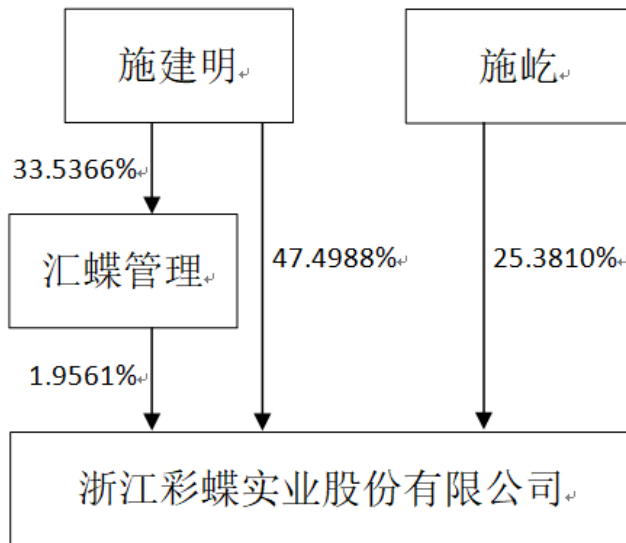 施建明
施屹
33.5366%
汇蝶管理
47.4988%
25.3810%
1.9561%
浙江彩蝶实业股份有限公司